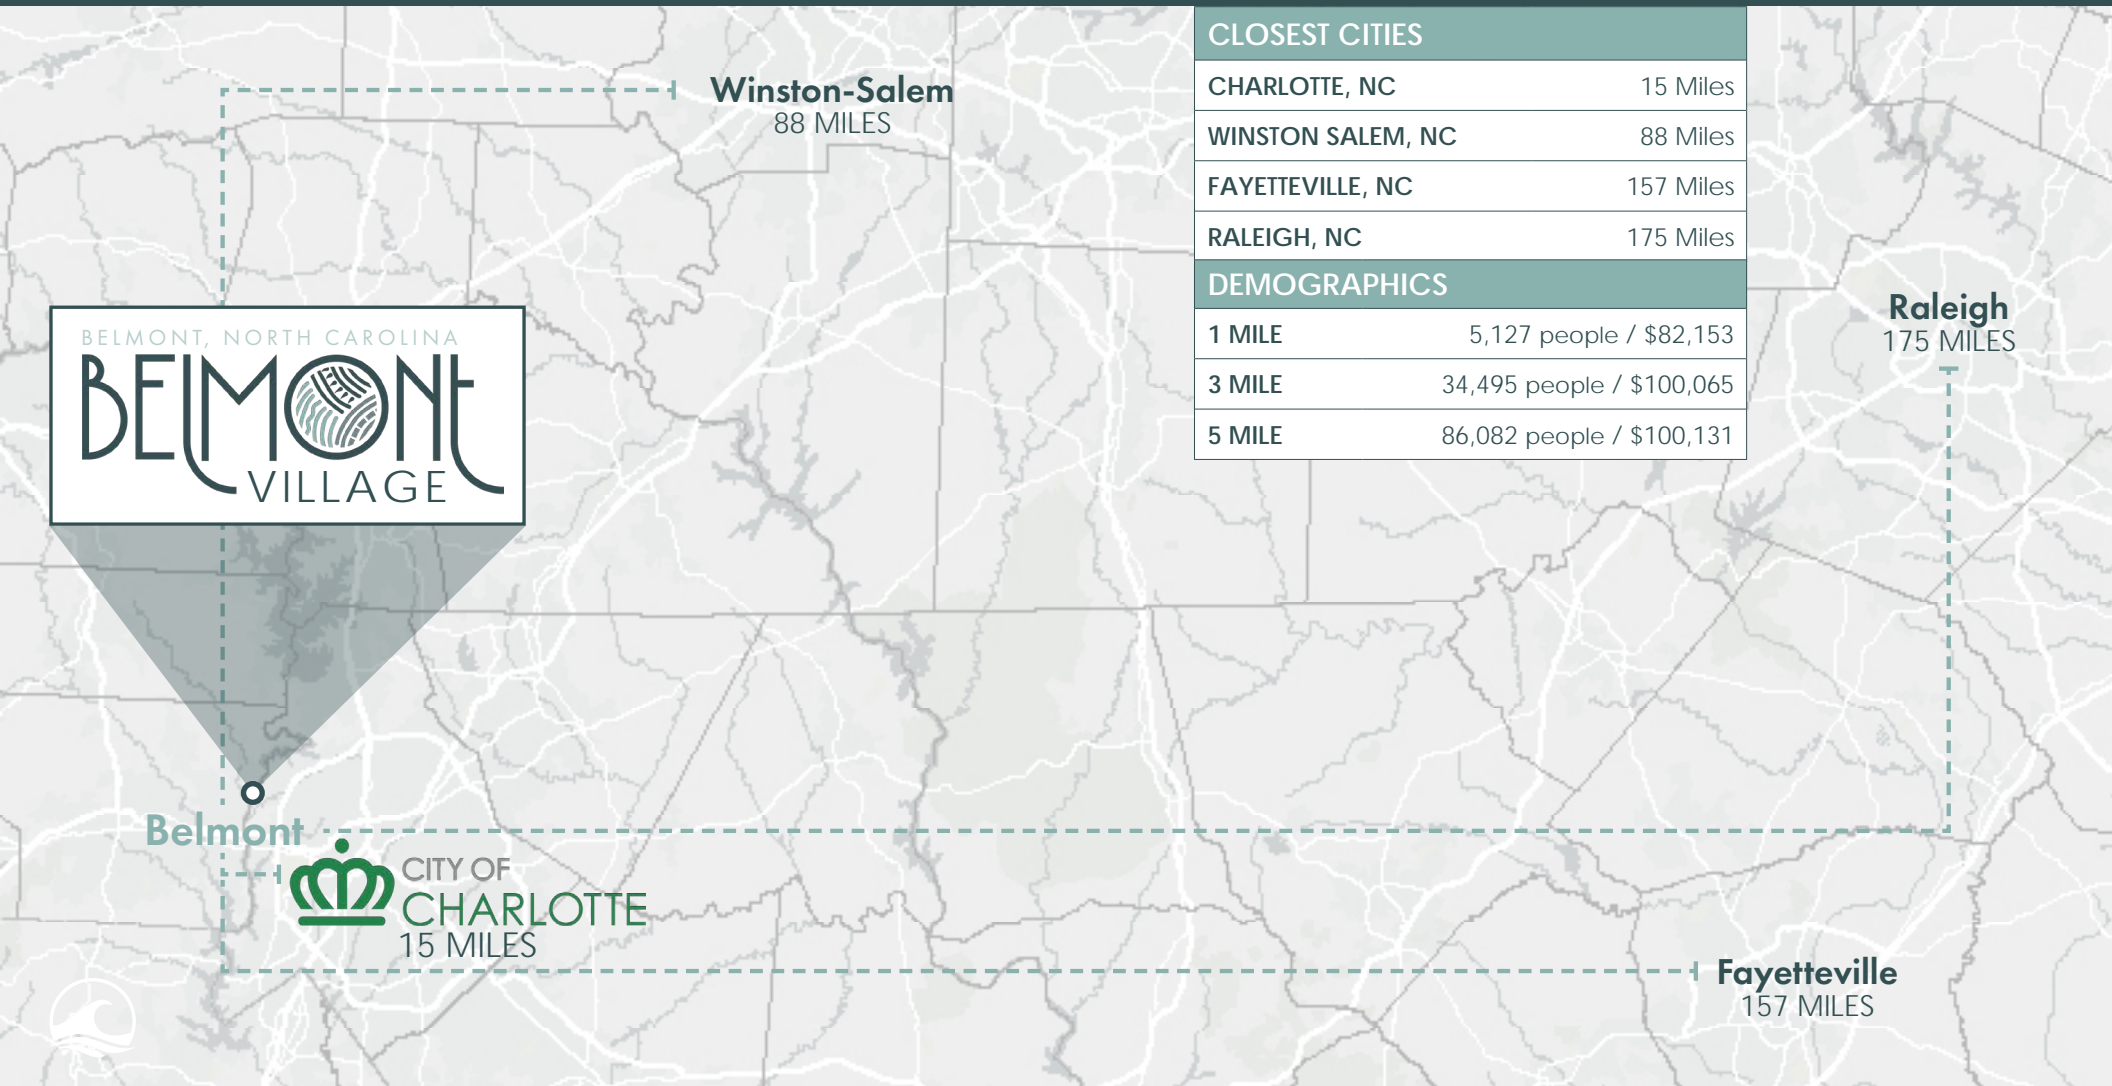 CLOSEST CITIES
CHARLOTTE, NC 15 Miles
WINSTON SALEM, NC 88 Miles
FAYETTEVILLE, NC 157 Miles
RALEIGH, NC 175 Miles
DEMOGRAPHICS
1 MILE 5,127 people / $82,153
3 MILE 34,495 people / $100,065
5 MILE 86,082 people / $100,131
Winston-Salem
88 MILES
Raleigh
175 MILES
BELMONT, NORTH CAROLINA
BELMONT
VILLAGE
Belmont
CITY OF
CHARLOTTE
15 MILES
Fayetteville
157 MILES